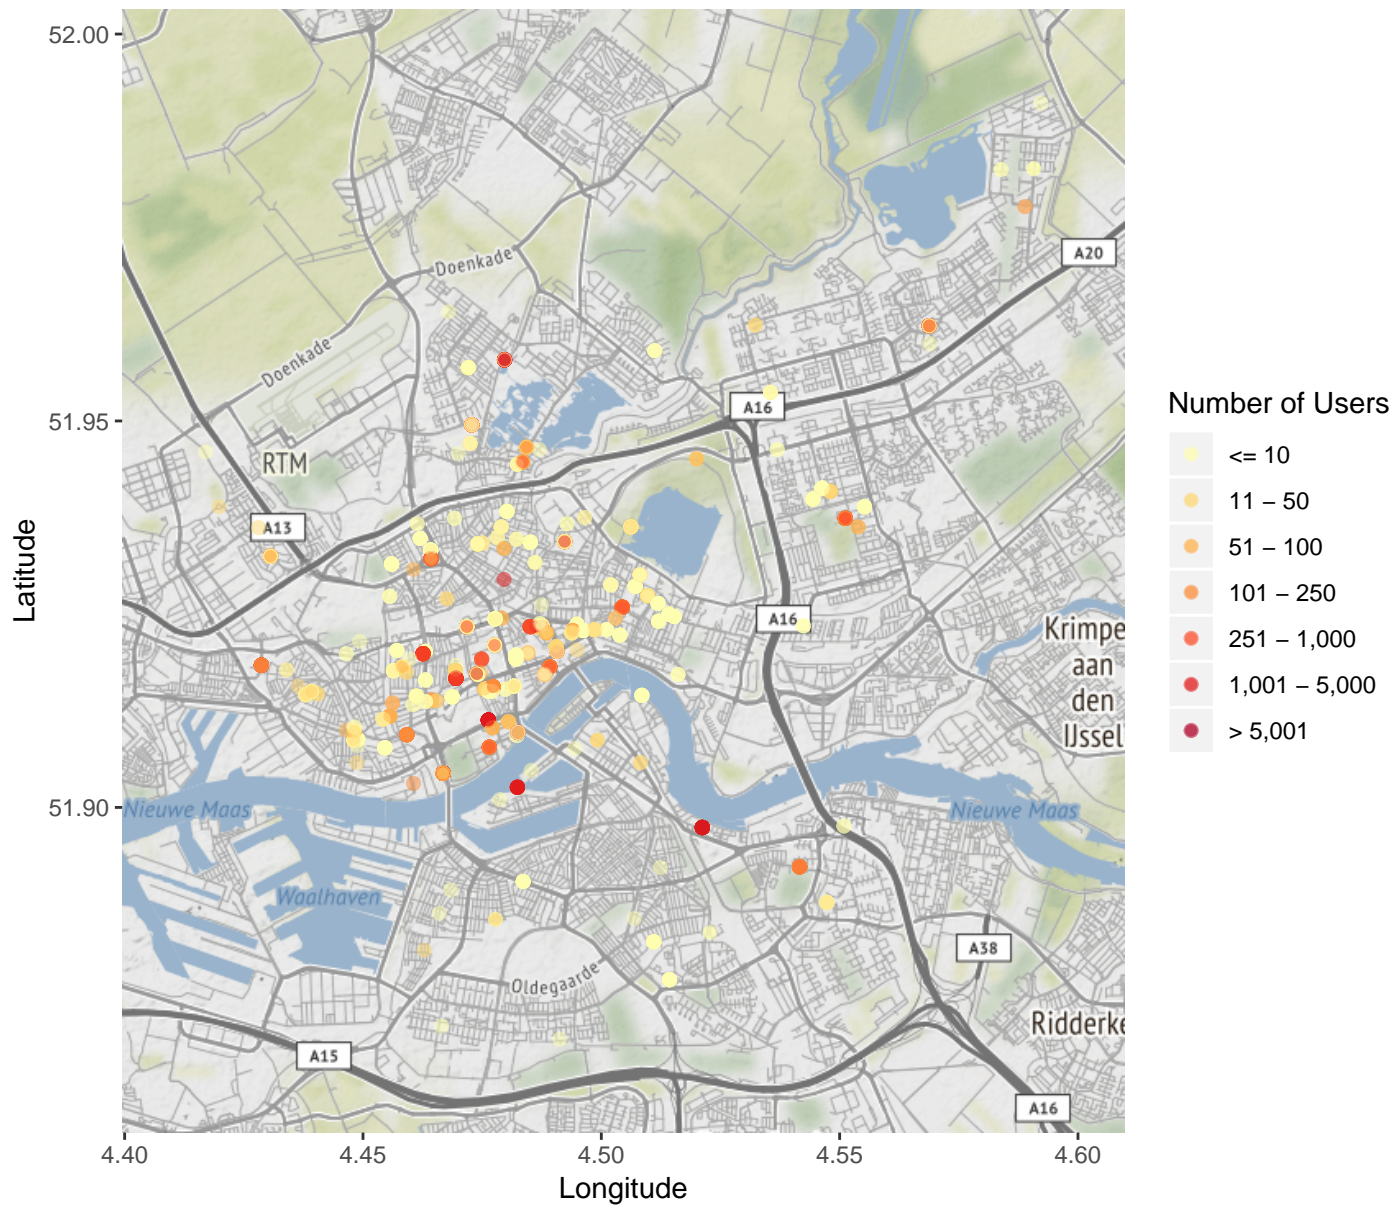 52.00
51.95
51.90
Latitude
4.40
4.45
4.50
4.55
4.60
Longitude
Doenkade
Doenkade
A20
A16
RTM
A13
A16
Krimpe
aan
den
IJssel
Nieuwe Maas
Nieuwe Maas
Waalhaven
A38
Oldegaarde
Ridderke
A15
A16
Number of Users
<= 10
11 − 50
51 − 100
101 − 250
251 − 1,000
1,001 − 5,000
> 5,001